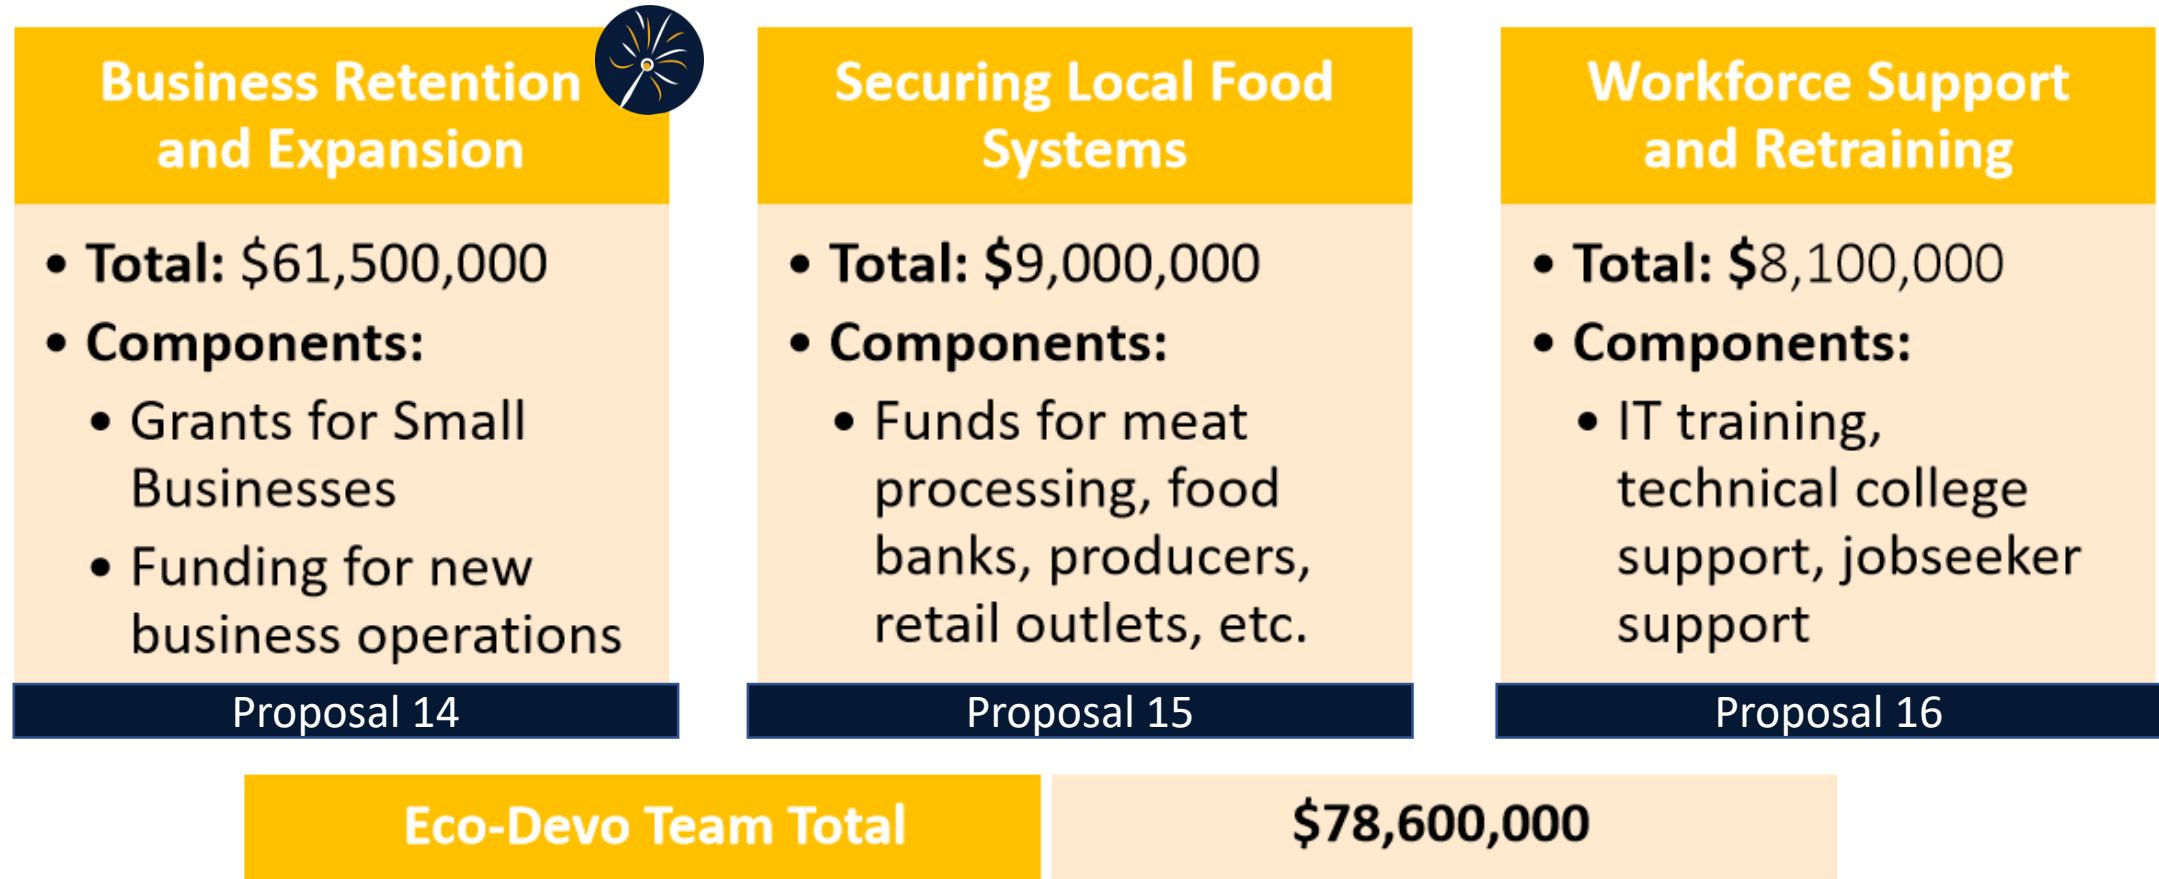 Business Retention
and Expansion
• Total: $61,500,000
• Components:
• Grants for Small
Businesses
• Funding for new
business operations
Proposal 14
Securing Local Food
Systems
• Total: $9,000,000
• Components:
• Funds for meat
processing, food
banks, producers,
retail outlets, etc.
Proposal 15
Workforce Support
and Retraining
• Total: $8,100,000
• Components:
• IT training,
technical college
support, jobseeker
support
Proposal 16
Eco-Devo Team Total
$78,600,000